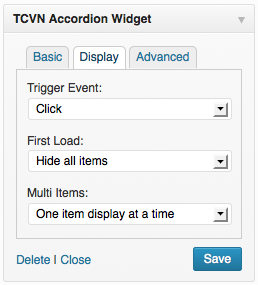 TCVN Accordion Widget
Basic Display Advanced
Trigger Event:
Click
First Load:
Hide all items
Multi Items:
One item display at a time
Delete | Close Save